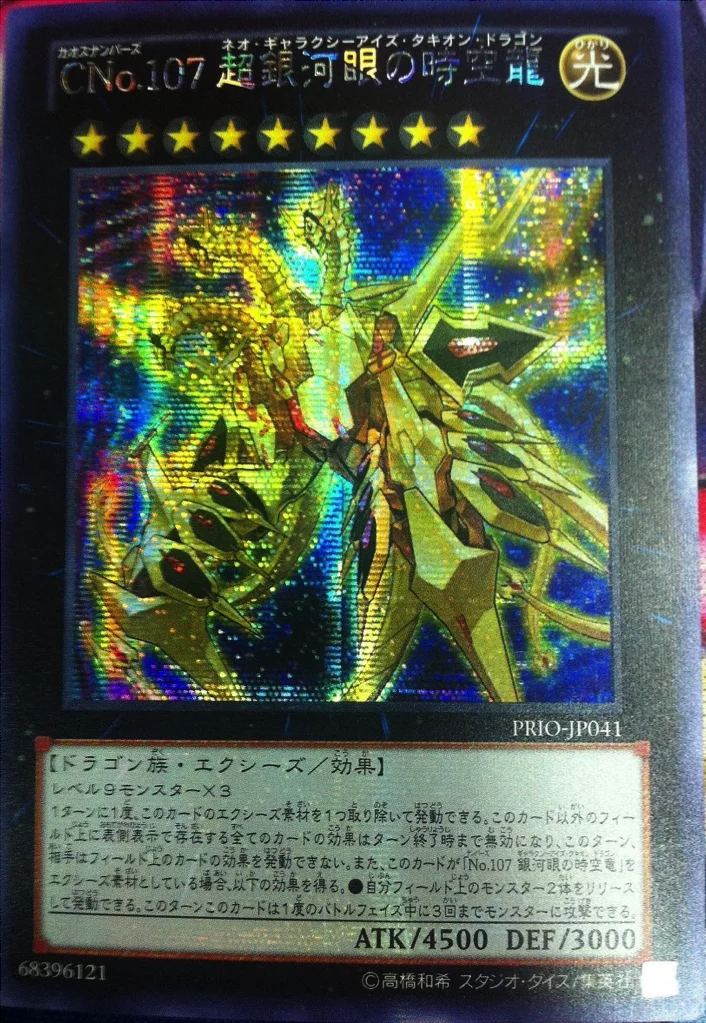 カオスナンバーズ ネオ・ギャラクシーアイズ・タキオン・ドラゴン
CNo.107 超銀河眼の時空龍
ひかり
光
PRIO-JP041
【ドラゴン族・エクシーズ/効果】
レベル9モンスター×3
1ターンに1度、このカードのエクシーズ素材を1つ取り除いて発動できる。このカード以外のフィー
ルド上に表側表示で存在する全てのカードの効果はターン終了時まで無効になり、このターン、
相手はフィールド上のカードの効果を発動できない。また、このカードが「No.107 銀河眼の時空竜」を
エクシーズ素材としている場合、以下の効果を得る。●自分フィールド上のモンスター2体をリリース
して発動できる。このターンこのカードは1度のバトルフェイズ中に3回までモンスターに攻撃できる。
ATK/4500 DEF/3000
68396121
©高橋和希 スタジオ・ダイス/集英社